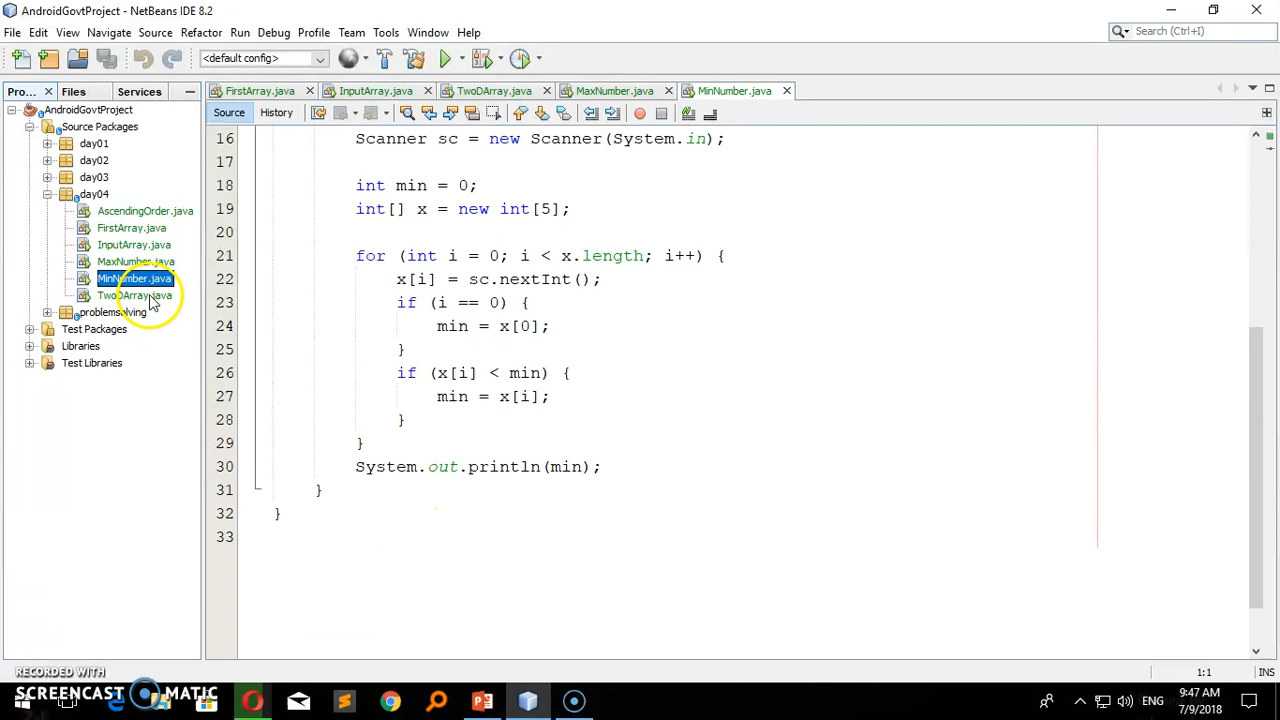 AndroidGovtProject - NetBeans IDE 8.2
File Edit View Navigate Source Refactor Run Debug Profile Team Tools Window Help
Search (Ctrl+I)
<default config>
Pro... Files Services
FirstArray.java InputArray.java TwoDArray.java MaxNumber.java MinNumber.java
Source History
AndroidGovtProject
Source Packages
day01
day02
day03
day04
AscendingOrder.java
FirstArray.java
InputArray.java
MaxNumber.java
MinNumber.java
TwoDArray.java
problemsolving
Test Packages
Libraries
Test Libraries
16 Scanner sc = new Scanner(System.in);
17
18 int min = 0;
19 int[] x = new int[5];
20
21 for (int i = 0; i < x.length; i++) {
22 x[i] = sc.nextInt();
23 if (i == 0) {
24 min = x[0];
25 }
26 if (x[i] < min) {
27 min = x[i];
28 }
29 }
30 System.out.println(min);
31 }
32 }
33
1:1 INS
RECORDED WITH
SCREENCAST MATIC
ENG
9:47 AM
7/9/2018